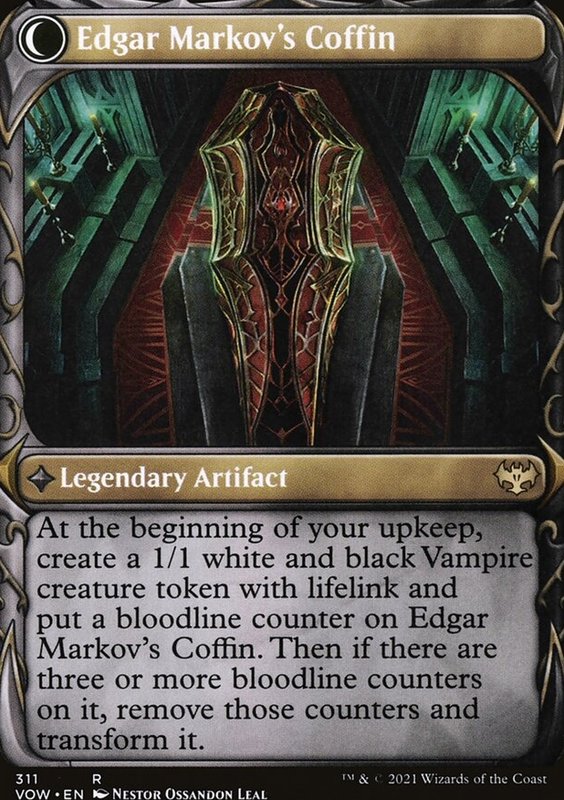 Edgar Markov's Coffin
Legendary Artifact
At the beginning of your upkeep,
create a 1/1 white and black Vampire
creature token with lifelink and
put a bloodline counter on Edgar
Markov's Coffin. Then if there are
three or more bloodline counters
on it, remove those counters and
transform it.
311 R
VOW • EN Nestor Ossandon Leal
™ & © 2021 Wizards of the Coast